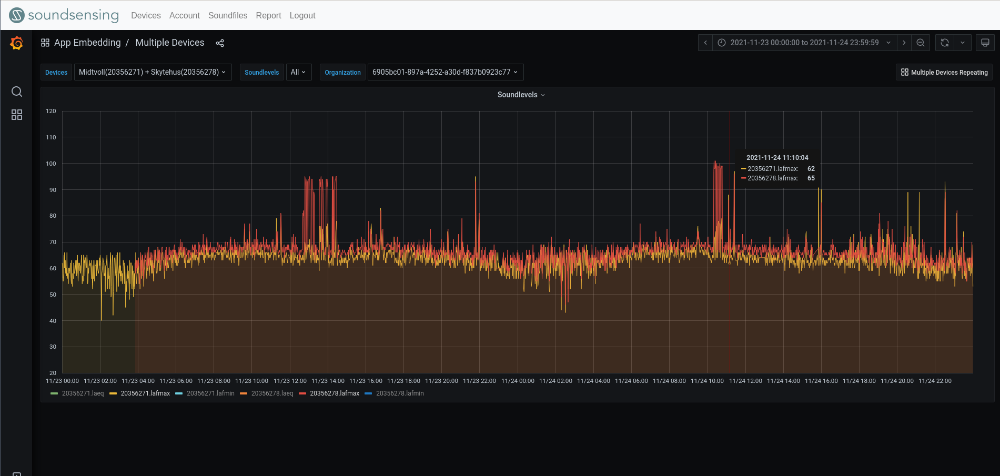 soundsensing Devices Account Soundfiles Report Logout
App Embedding / Multiple Devices 2021-11-23 00:00:00 to 2021-11-24 23:59:59
Devices Midtvoll(20356271) + Skytehus(20356278) Soundlevels All Organization 6905bc01-897a-4252-a30d-f837b0923c77 Multiple Devices Repeating
Soundlevels
120
110
100
90
80
70
60
50
40
30
20
2021-11-24 11:10:04
20356271.lafmax: 62
20356278.lafmax: 65
11/23 00:00 11/23 02:00 11/23 04:00 11/23 06:00 11/23 08:00 11/23 10:00 11/23 12:00 11/23 14:00 11/23 16:00 11/23 18:00 11/23 20:00 11/23 22:00 11/24 00:00 11/24 02:00 11/24 04:00 11/24 06:00 11/24 08:00 11/24 10:00 11/24 12:00 11/24 14:00 11/24 16:00 11/24 18:00 11/24 20:00 11/24 22:00
20356271.laeq 20356271.lafmax 20356271.lafmin 20356278.laeq 20356278.lafmax 20356278.lafmin